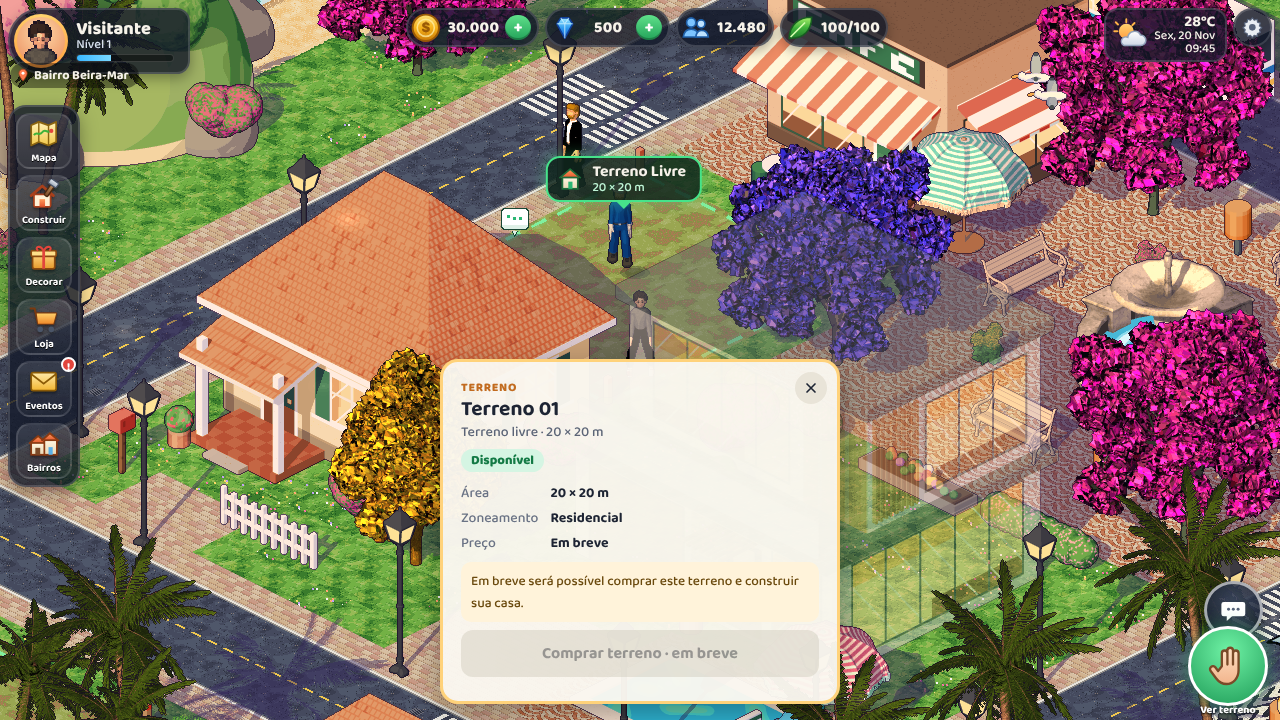 Visitante
Nível 1
Bairro Beira-Mar
30.000
+
500
+
12.480
100/100
28°C
Sex, 20 Nov
09:45
Mapa
Construir
Decorar
Loja
Eventos
Bairros
Terreno Livre
20 × 20 m
TERRENO
Terreno 01
Terreno livre · 20 × 20 m
Disponível
Área 20 × 20 m
Zoneamento Residencial
Preço Em breve
Em breve será possível comprar este terreno e construir
sua casa.
Comprar terreno · em breve
Ver terreno